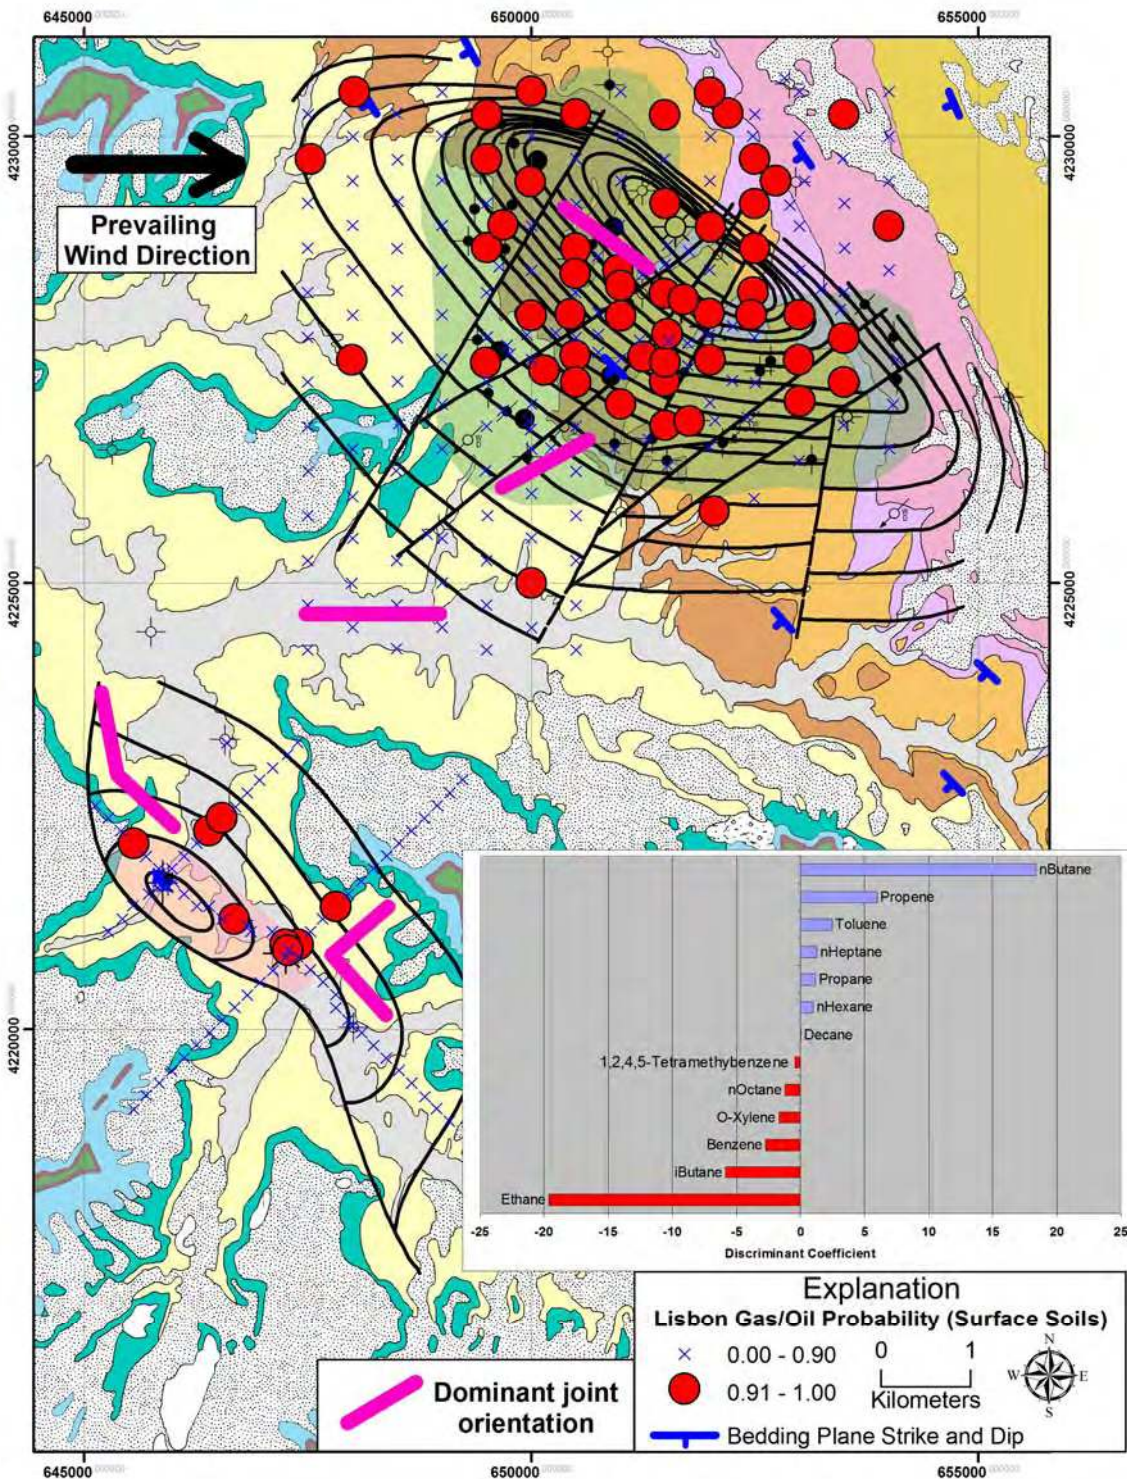 645000
650000
655000
4230000
4230000
Prevailing
Wind Direction
4225000
4225000
4220000
nButane
Propene
Toluene
nHeptane
Propane
nHexane
Decane
1,2,4,5-Tetramethybenzene
nOctane
O-Xylene
Benzene
iButane
Ethane
-25 -20 -15 -10 -5 0 5 10 15 20 25
Discriminant Coefficient
Explanation
Lisbon Gas/Oil Probability (Surface Soils)
0.00 - 0.90
0.91 - 1.00
0 1
Kilometers
N
W E
S
Bedding Plane Strike and Dip
Dominant joint
orientation
645000
650000